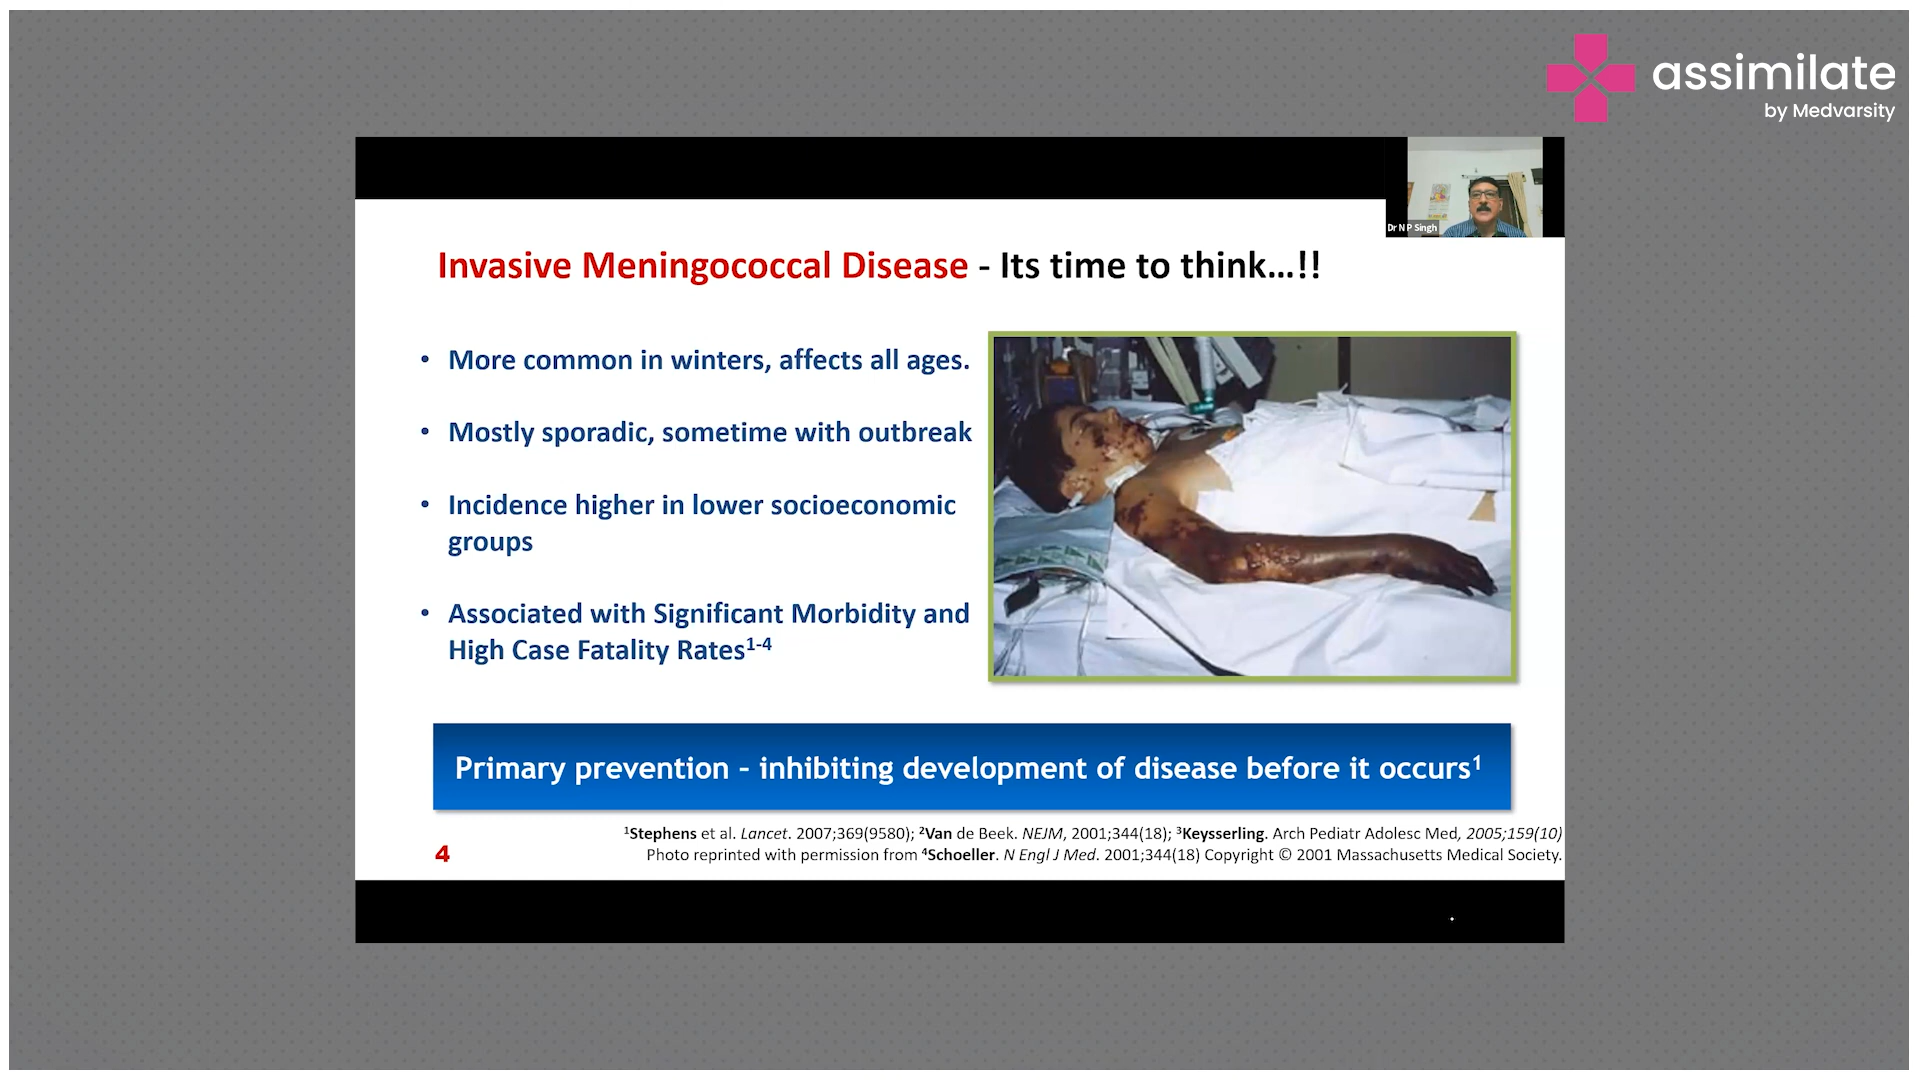 assimilate
by Medvarsity
Dr N P Singh
Invasive Meningococcal Disease - Its time to think...!!
• More common in winters, affects all ages.
• Mostly sporadic, sometime with outbreak
• Incidence higher in lower socioeconomic
groups
• Associated with Significant Morbidity and
High Case Fatality Rates1-4
Primary prevention – inhibiting development of disease before it occurs1
1Stephens et al. Lancet. 2007;369(9580); 2Van de Beek. NEJM, 2001;344(18); 3Keysserling. Arch Pediatr Adolesc Med, 2005;159(10)
Photo reprinted with permission from 4Schoeller. N Engl J Med. 2001;344(18) Copyright © 2001 Massachusetts Medical Society.
4